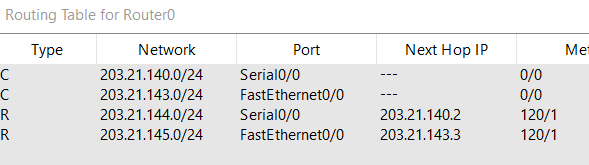 Routing Table for Router0
Type Network Port Next Hop IP Met
C 203.21.140.0/24 Serial0/0 --- 0/0
C 203.21.143.0/24 FastEthernet0/0 --- 0/0
R 203.21.144.0/24 Serial0/0 203.21.140.2 120/1
R 203.21.145.0/24 FastEthernet0/0 203.21.143.3 120/1